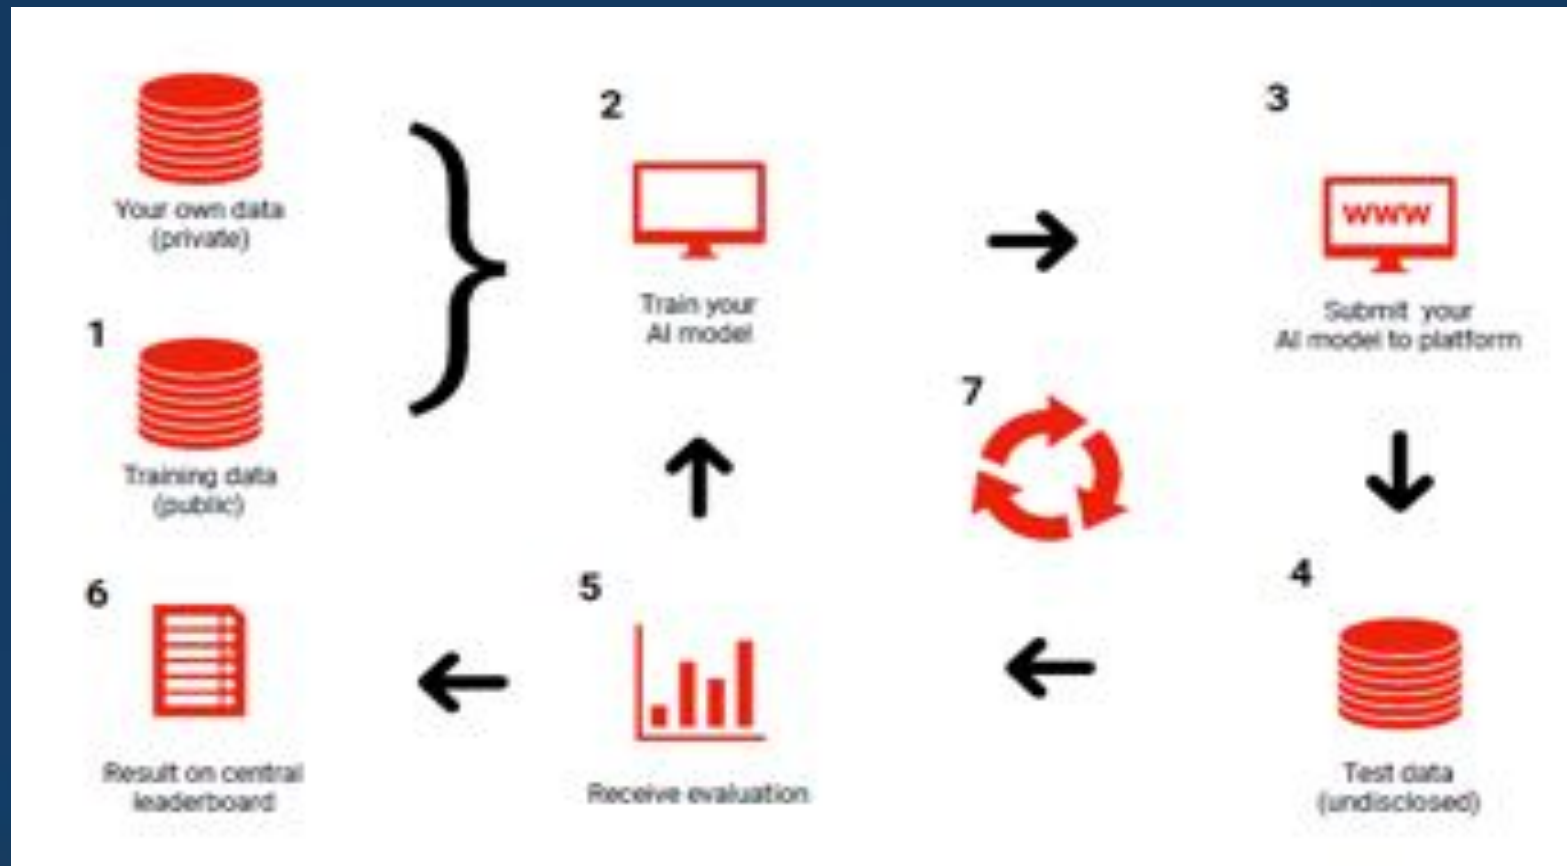 Your own data
(private)
1
Training data
(public)
2
Train your
AI model
3
www
Submit your
AI model to platform
4
Test data
(undisclosed)
5
Receive evaluation
6
Result on central
leaderboard
7